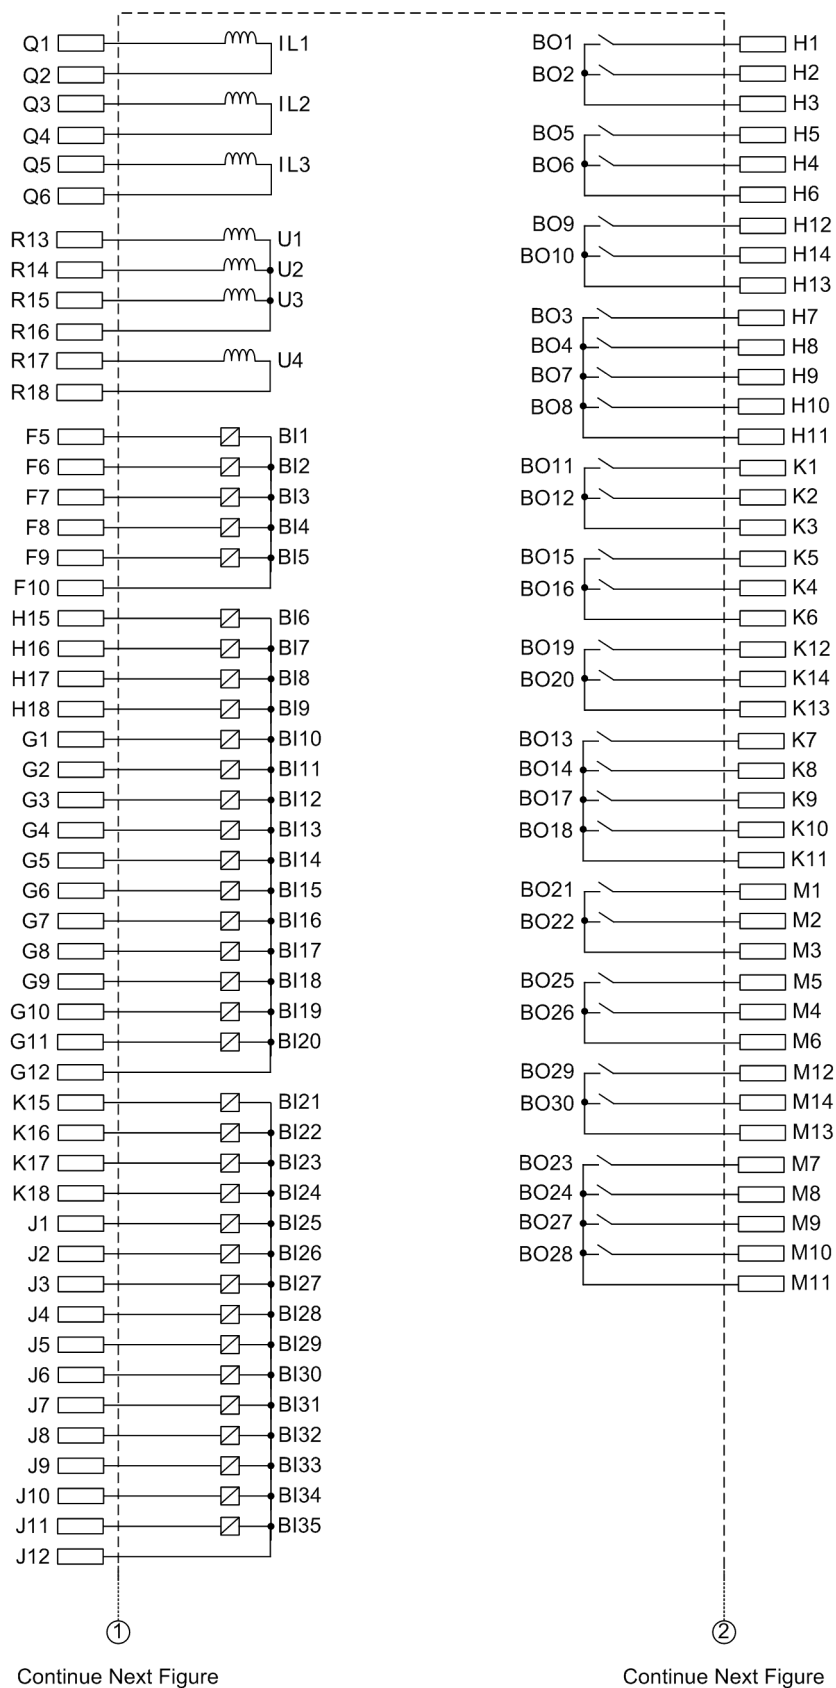 Q1 IL1
Q2
Q3 IL2
Q4
Q5 IL3
Q6
R13 U1
R14 U2
R15 U3
R16
R17 U4
R18
F5 BI1
F6 BI2
F7 BI3
F8 BI4
F9 BI5
F10
H15 BI6
H16 BI7
H17 BI8
H18 BI9
G1 BI10
G2 BI11
G3 BI12
G4 BI13
G5 BI14
G6 BI15
G7 BI16
G8 BI17
G9 BI18
G10 BI19
G11 BI20
G12
K15 BI21
K16 BI22
K17 BI23
K18 BI24
J1 BI25
J2 BI26
J3 BI27
J4 BI28
J5 BI29
J6 BI30
J7 BI31
J8 BI32
J9 BI33
J10 BI34
J11 BI35
J12
1
Continue Next Figure
BO1 H1
BO2 H2
H3
BO5 H5
BO6 H4
H6
BO9 H12
BO10 H14
H13
BO3 H7
BO4 H8
BO7 H9
BO8 H10
H11
BO11 K1
BO12 K2
K3
BO15 K5
BO16 K4
K6
BO19 K12
BO20 K14
K13
BO13 K7
BO14 K8
BO17 K9
BO18 K10
K11
BO21 M1
BO22 M2
M3
BO25 M5
BO26 M4
M6
BO29 M12
BO30 M14
M13
BO23 M7
BO24 M8
BO27 M9
BO28 M10
M11
2
Continue Next Figure